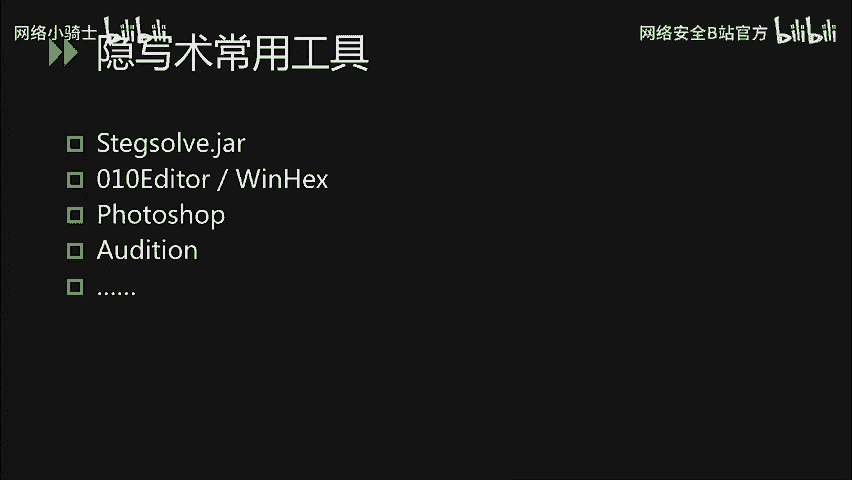 网络小骑士 bilibili
网络安全B站官方 bilibili
隐写术常用工具
Stegsolve.jar
010Editor / WinHex
Photoshop
Audition
……